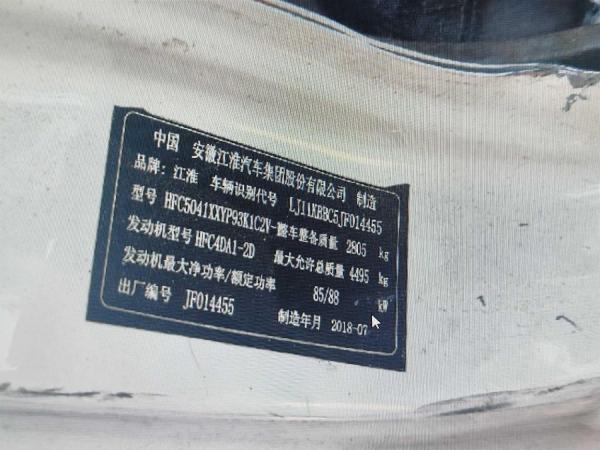 中国 安徽江淮汽车集团股份有限公司 制造
品牌: 江淮 车辆识别代号 LJ11KBBC5JF014455
型号 HFC5041XXYP93K1C2V- 整车整备质量 2805 kg
发动机型号 HFC4DA1-2D 最大允许总质量 4495 kg
发动机最大净功率/额定功率 85/88 kW
出厂编号 JF014455 制造年月 2018-07